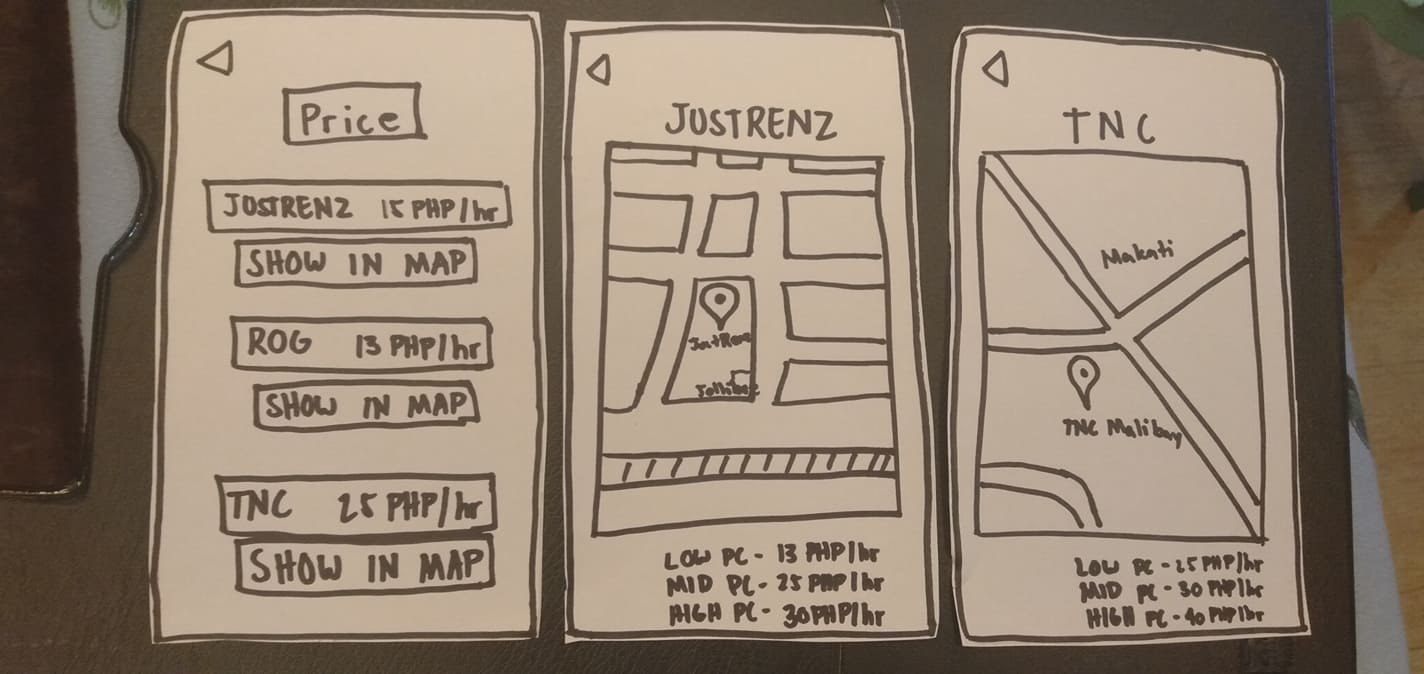 Price
JUSTRENZ 15 PHP/hr
SHOW IN MAP
ROG 13 PHP/hr
SHOW IN MAP
TNC 25 PHP/hr
SHOW IN MAP
JUSTRENZ
JustRenz
Jollibee
LOW PC - 13 PHP/hr
MID PC - 25 PHP/hr
HIGH PC - 30 PHP/hr
TNC
Makati
TNC Malibay
LOW PC - 25 PHP/hr
MID PC - 30 PHP/hr
HIGH PC - 40 PHP/hr